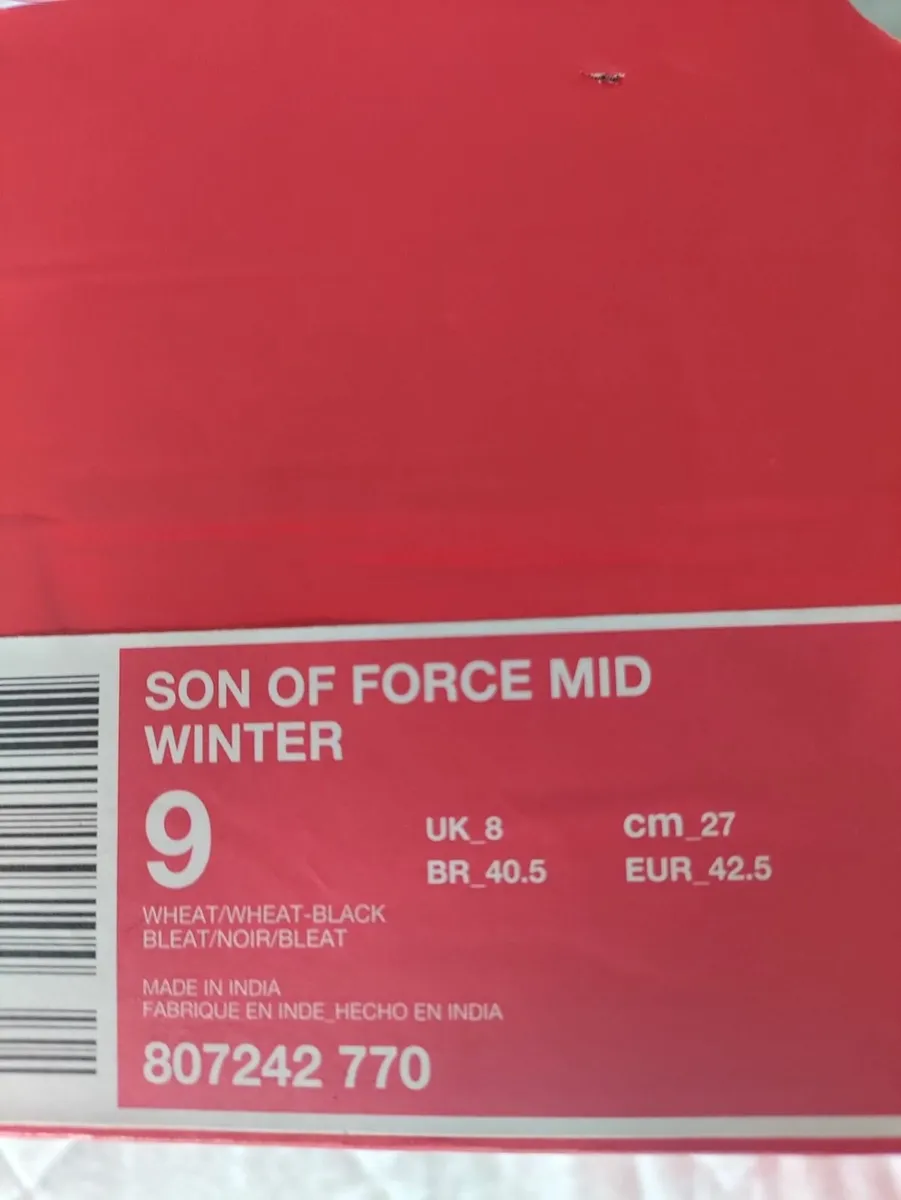 SON OF FORCE MID
WINTER
9
UK_8
cm_27
BR_40.5
EUR_42.5
WHEAT/WHEAT-BLACK
BLEAT/NOIR/BLEAT
MADE IN INDIA
FABRIQUE EN INDE_HECHO EN INDIA
807242 770